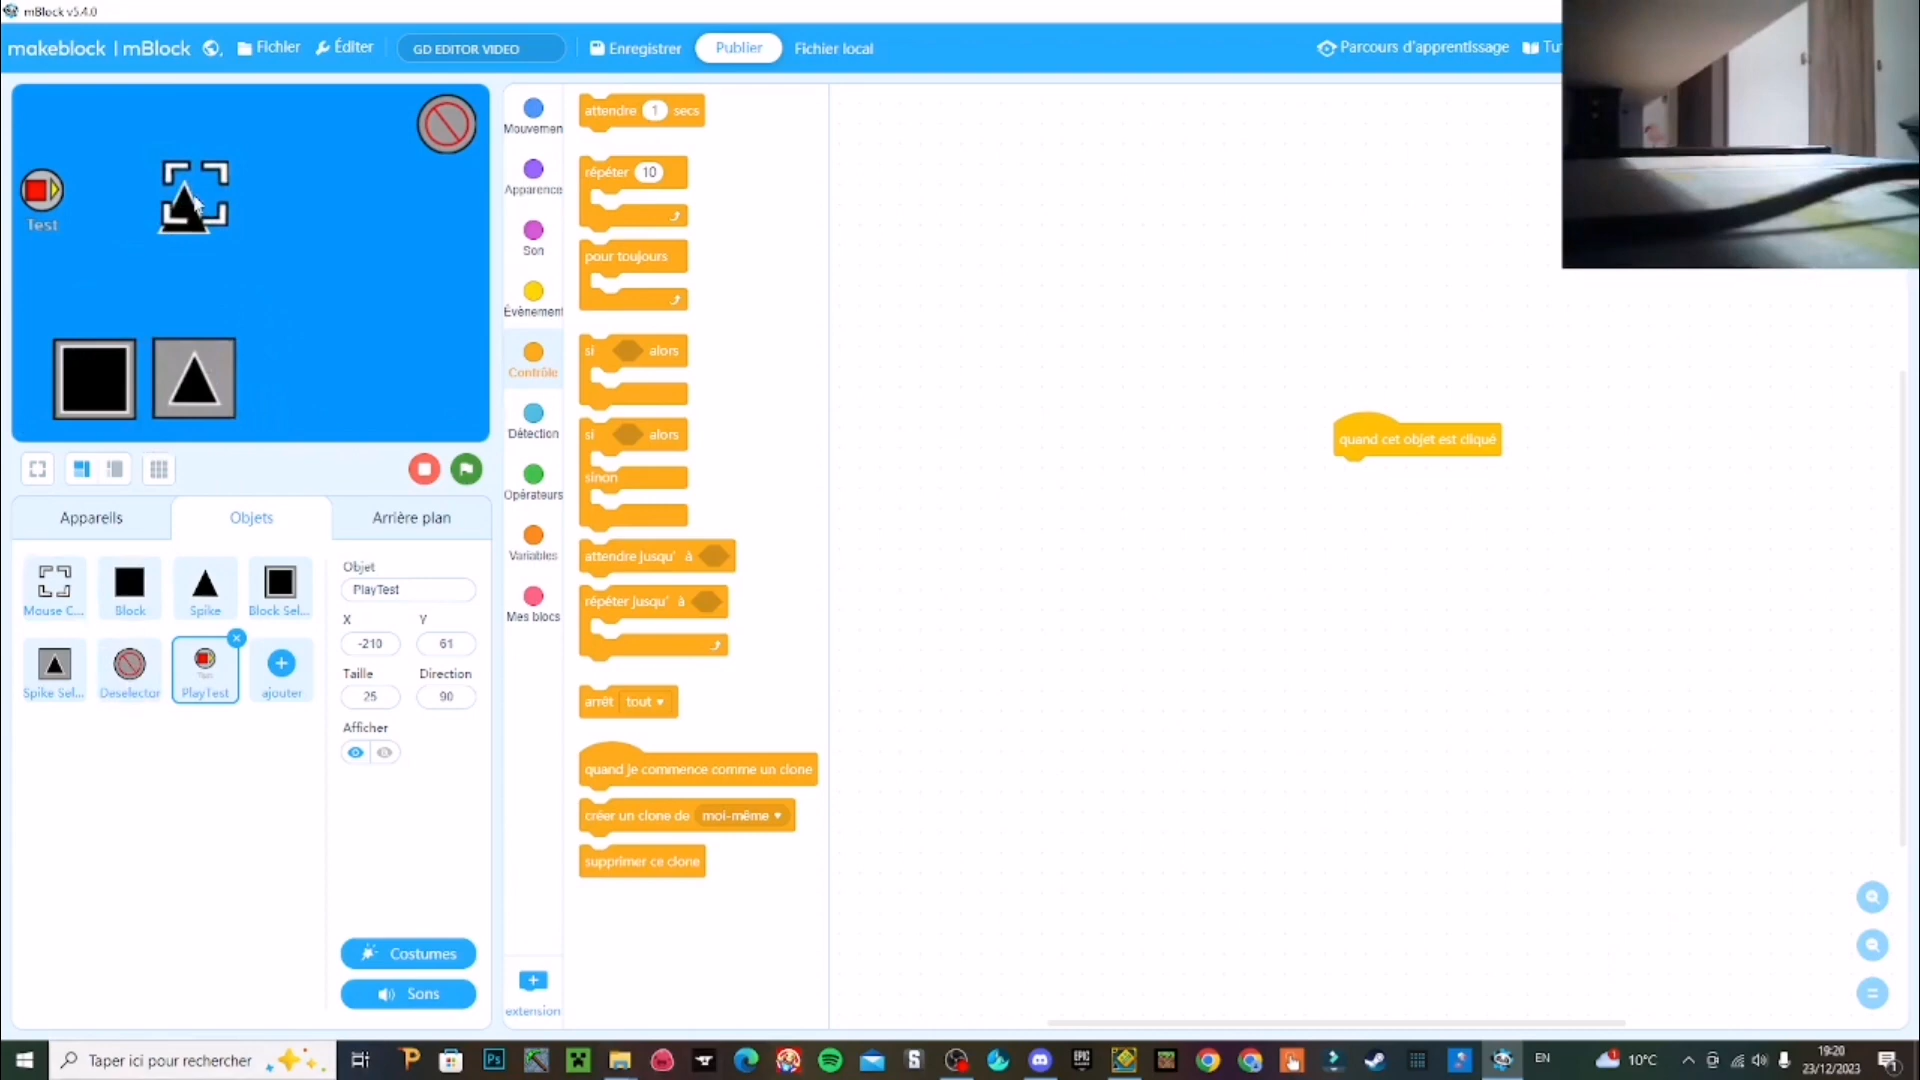 mBlock v5.4.0
makeblock | mBlock
Fichier
Éditer
GD EDITOR VIDEO
Enregistrer
Publier
Fichier local
Parcours d'apprentissage
Tu
Test
Mouvemen
Apparence
Son
Évènement
Contrôle
Détection
Opérateurs
Variables
Mes blocs
extension
attendre 1 secs
répéter 10
pour toujours
si alors
si alors
sinon
attendre jusqu' à
répéter jusqu' à
arrêt tout
quand je commence comme un clone
créer un clone de moi-même
supprimer ce clone
quand cet objet est cliqué
Appareils
Objets
Arrière plan
Mouse C...
Block
Spike
Block Sel...
Spike Sel...
Deselector
PlayTest
ajouter
Objet
PlayTest
X
Y
-210
61
Taille
Direction
25
90
Afficher
Costumes
Sons
Taper ici pour rechercher
EN
10°C
19:20
23/12/2023